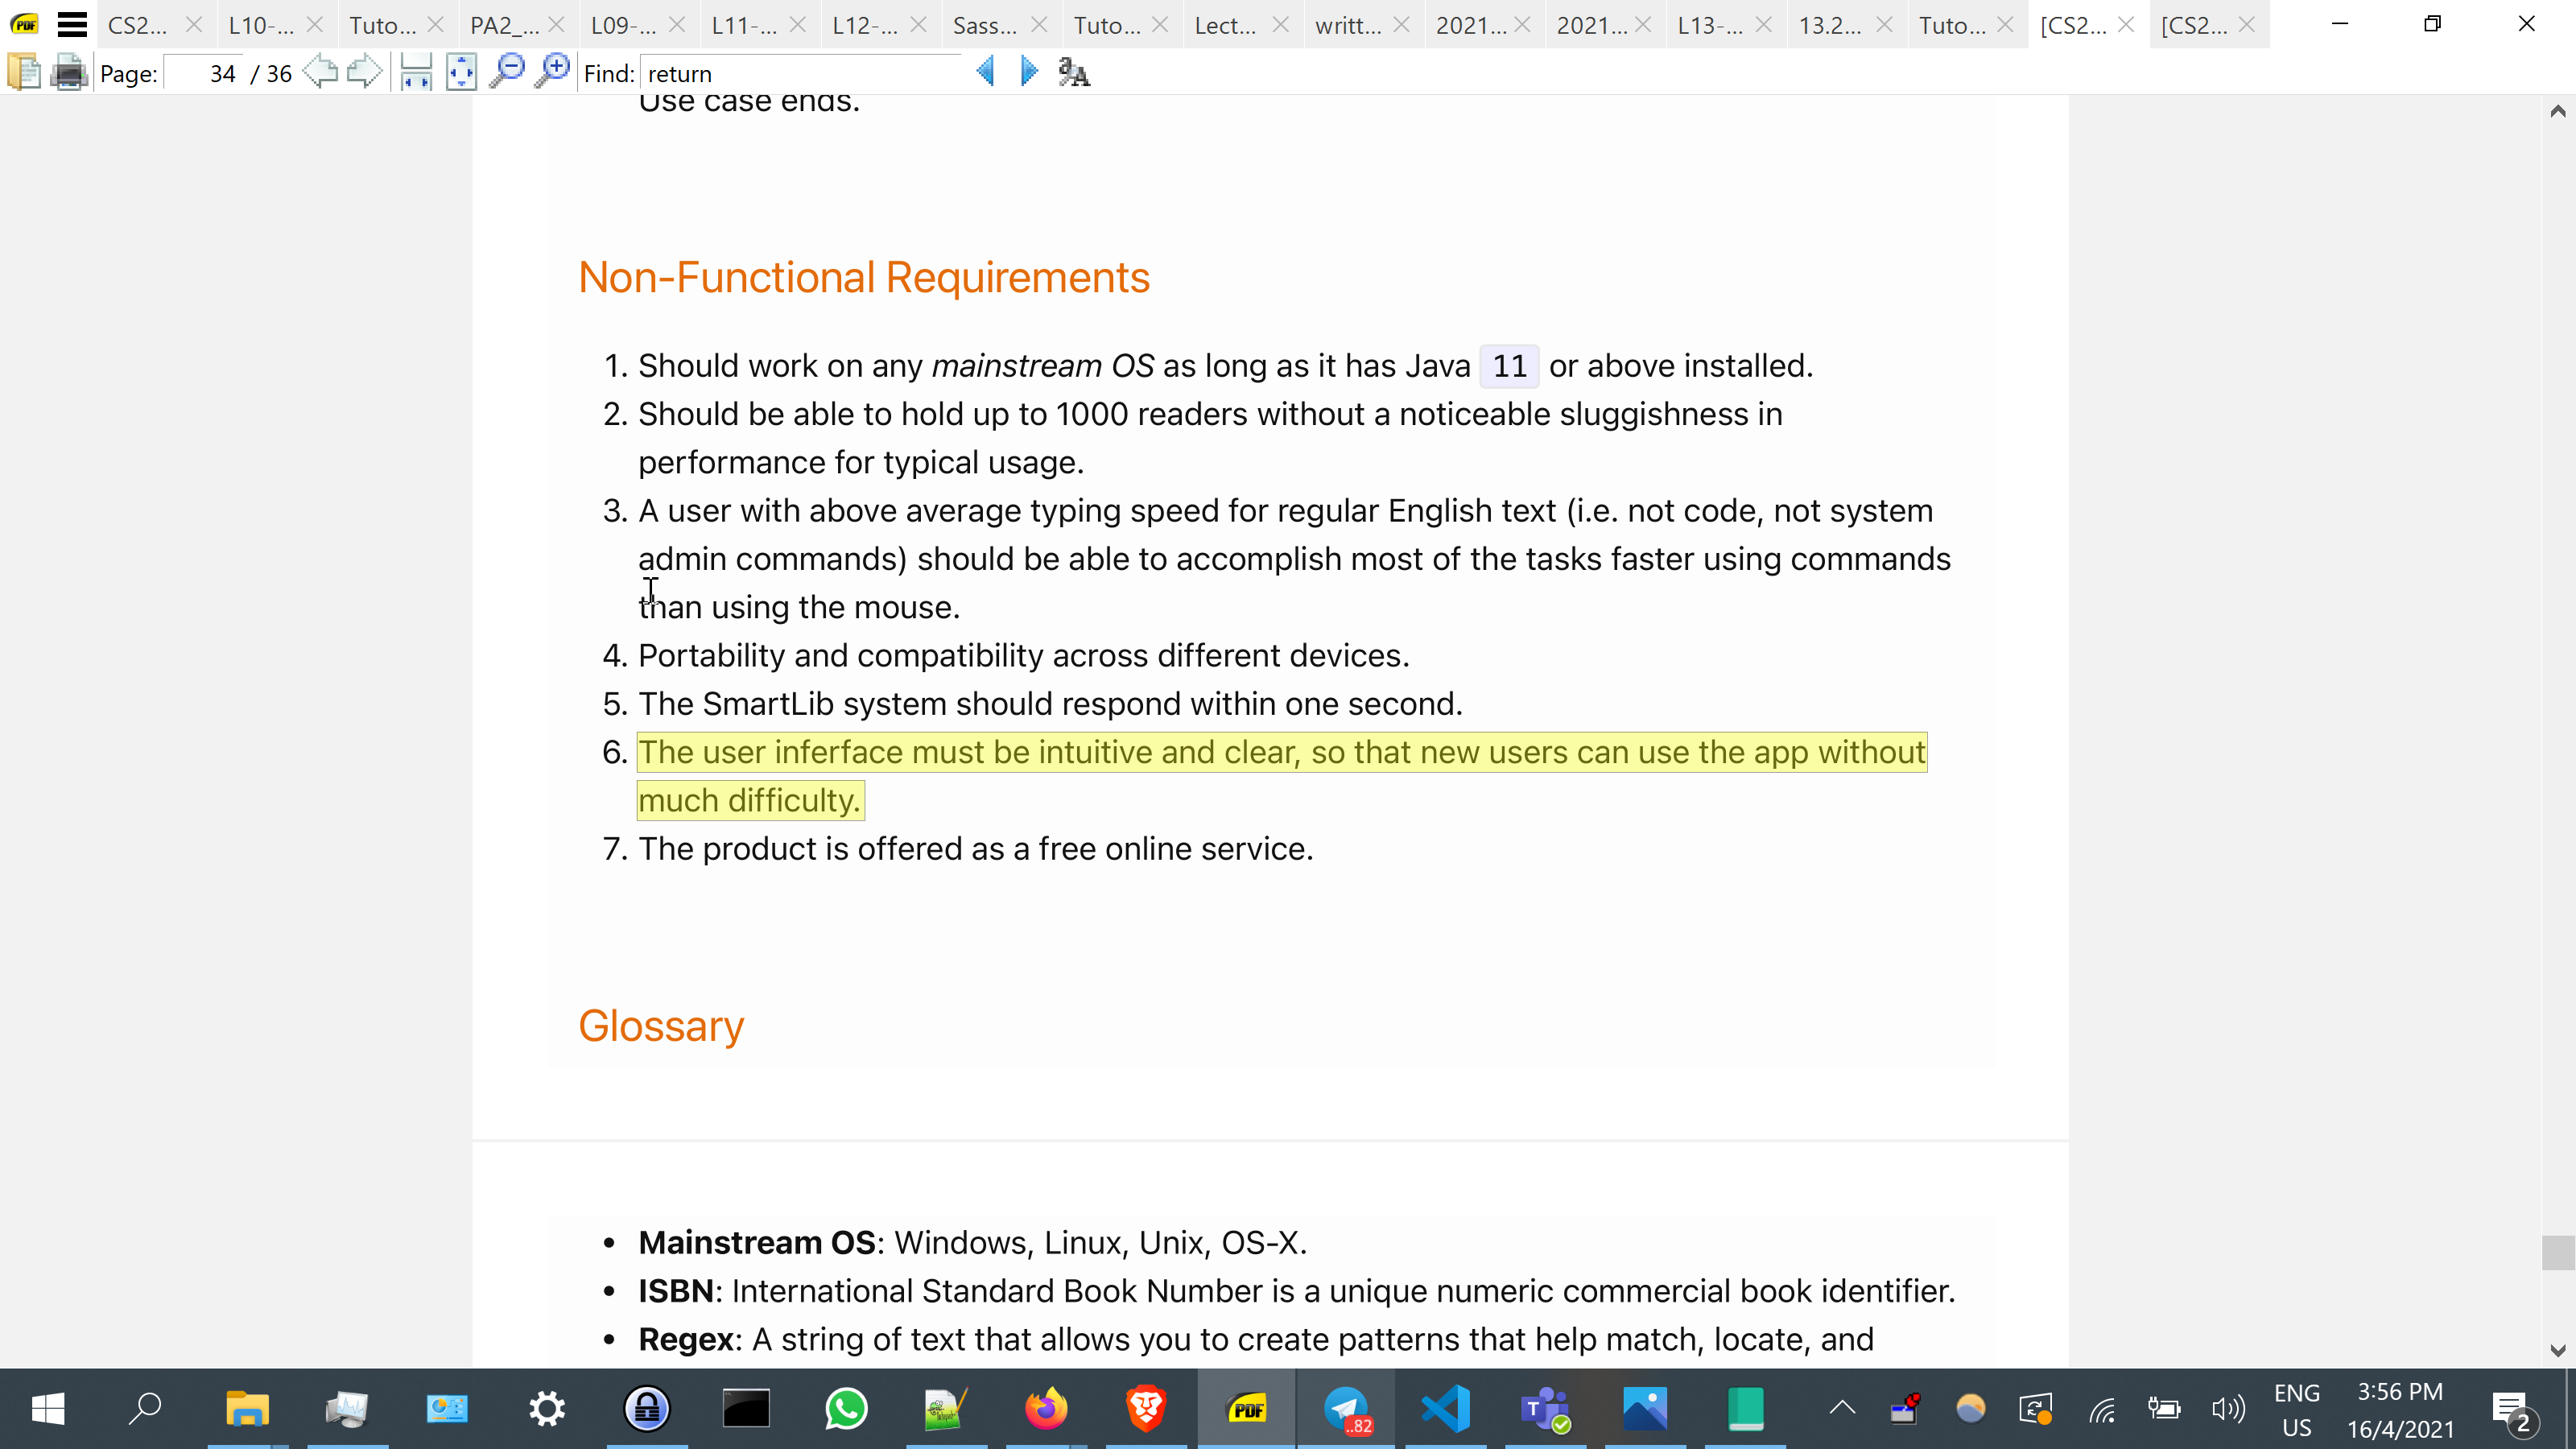 CS2... L10-... Tuto... PA2_... L09-... L11-... L12-... Sass... Tuto... Lect... writt... 2021... 2021... L13-... 13.2... Tuto... [CS2... [CS2...
Page: 34 / 36 Find: return
Use case ends.
Non-Functional Requirements
1. Should work on any mainstream OS as long as it has Java 11 or above installed.
2. Should be able to hold up to 1000 readers without a noticeable sluggishness in
performance for typical usage.
3. A user with above average typing speed for regular English text (i.e. not code, not system
admin commands) should be able to accomplish most of the tasks faster using commands
than using the mouse.
4. Portability and compatibility across different devices.
5. The SmartLib system should respond within one second.
6. The user inferface must be intuitive and clear, so that new users can use the app without
much difficulty.
7. The product is offered as a free online service.
Glossary
• Mainstream OS: Windows, Linux, Unix, OS-X.
• ISBN: International Standard Book Number is a unique numeric commercial book identifier.
• Regex: A string of text that allows you to create patterns that help match, locate, and
PDF ..82 ENG 3:56 PM
US 16/4/2021 2